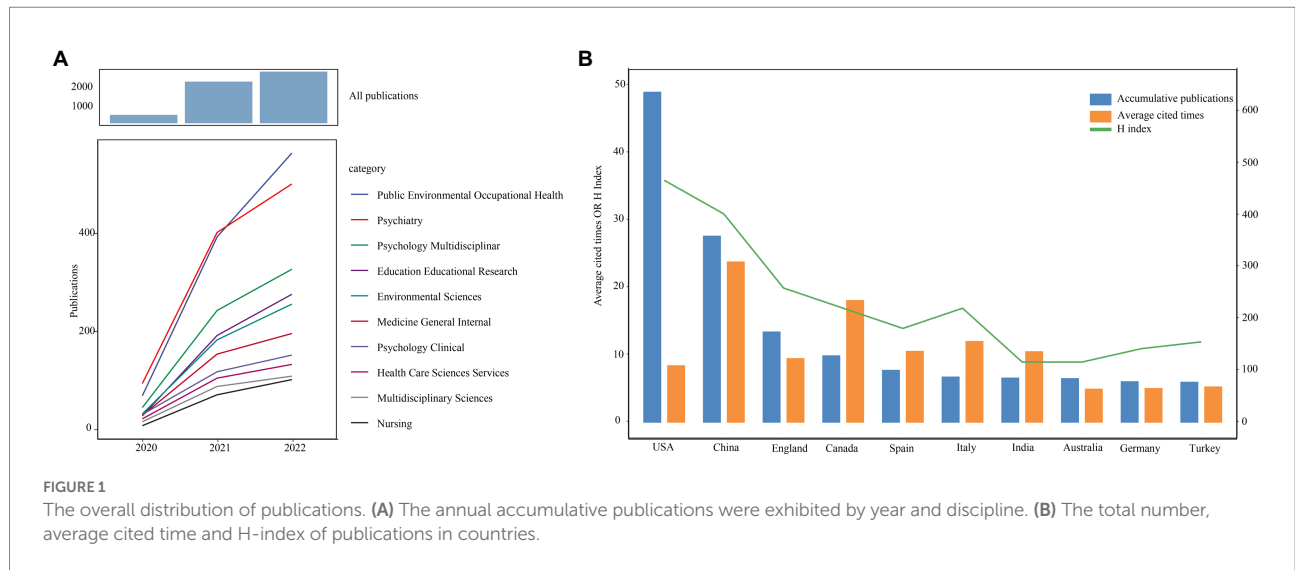 A
2000
1000
All publications
Publications
400
200
0
2020
2021
2022
category
Public Environmental Occupational Health
Psychiatry
Psychology Multidisciplinar
Education Educational Research
Environmental Sciences
Medicine General Internal
Psychology Clinical
Health Care Sciences Services
Multidisciplinary Sciences
Nursing
B
Average cited times OR H Index
50
40
30
20
10
0
Accumulative publications
Average cited times
H index
600
500
400
300
200
100
0
USA
China
England
Canada
Spain
Italy
India
Australia
Germany
Turkey
FIGURE 1
The overall distribution of publications. (A) The annual accumulative publications were exhibited by year and discipline. (B) The total number,
average cited time and H-index of publications in countries.